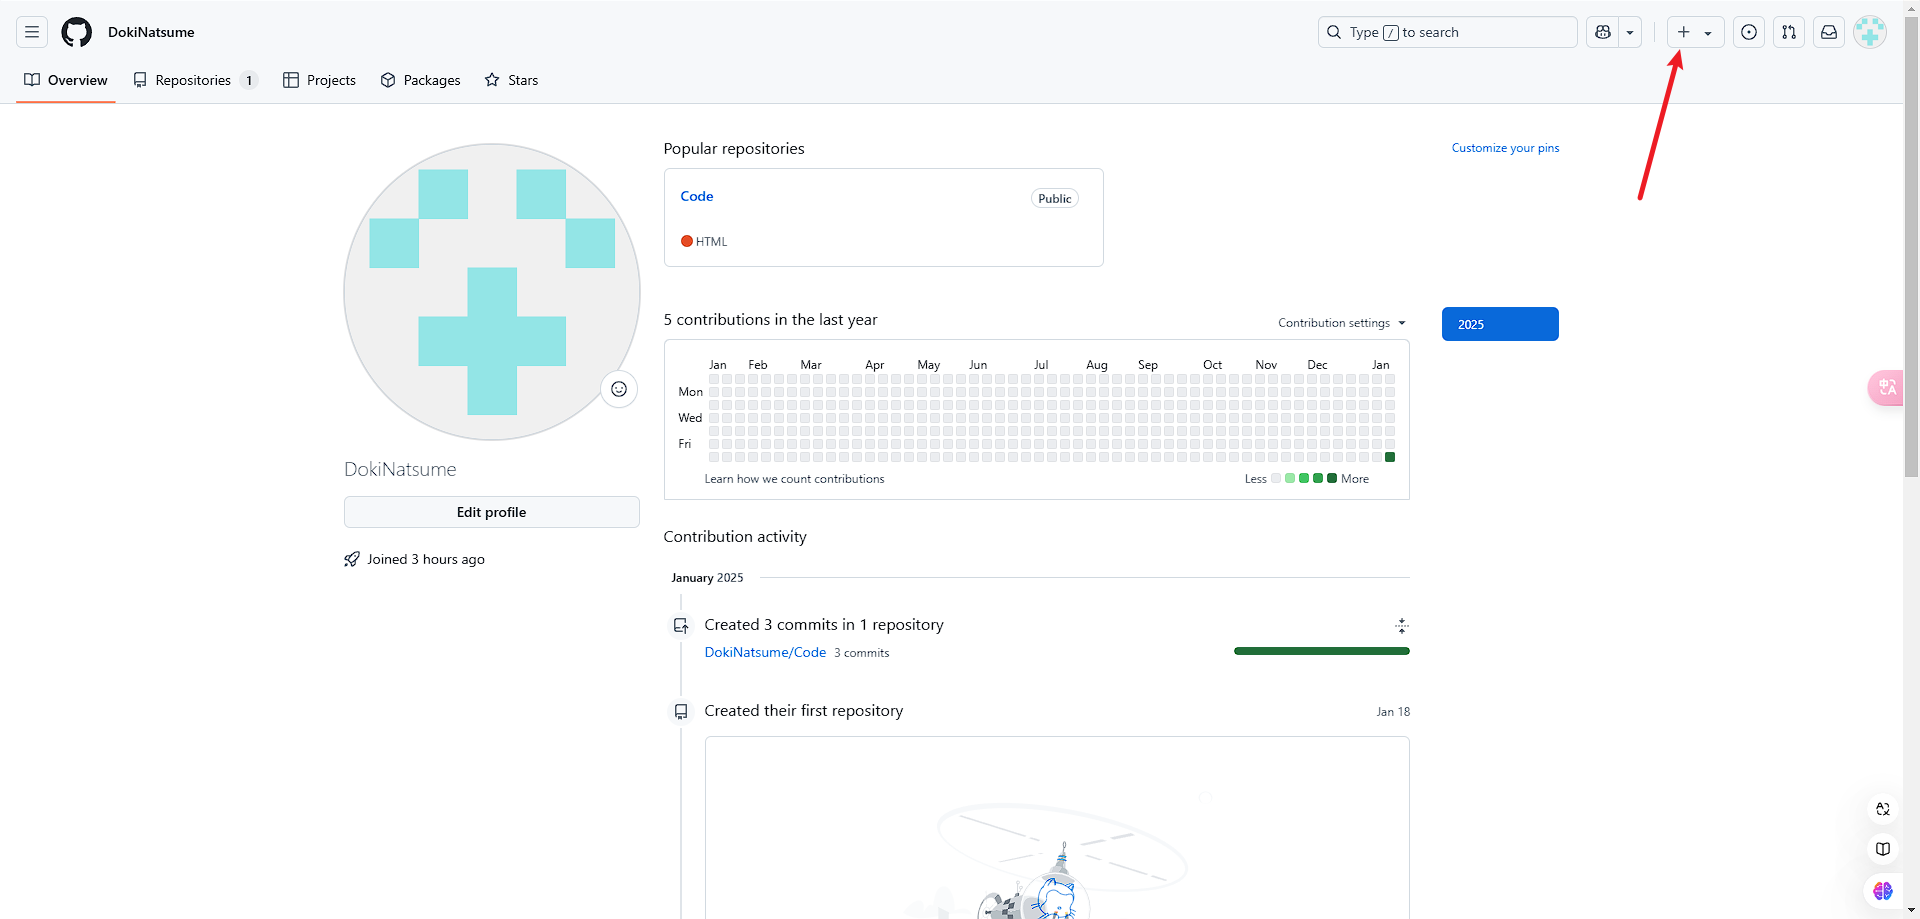 DokiNatsume
Type / to search
Overview
Repositories 1
Projects
Packages
Stars
Popular repositories
Customize your pins
Code
Public
HTML
5 contributions in the last year
Contribution settings
2025
Jan Feb Mar Apr May Jun Jul Aug Sep Oct Nov Dec Jan
Mon
Wed
Fri
Learn how we count contributions
Less
More
DokiNatsume
Edit profile
Joined 3 hours ago
Contribution activity
January 2025
Created 3 commits in 1 repository
DokiNatsume/Code 3 commits
Created their first repository
Jan 18